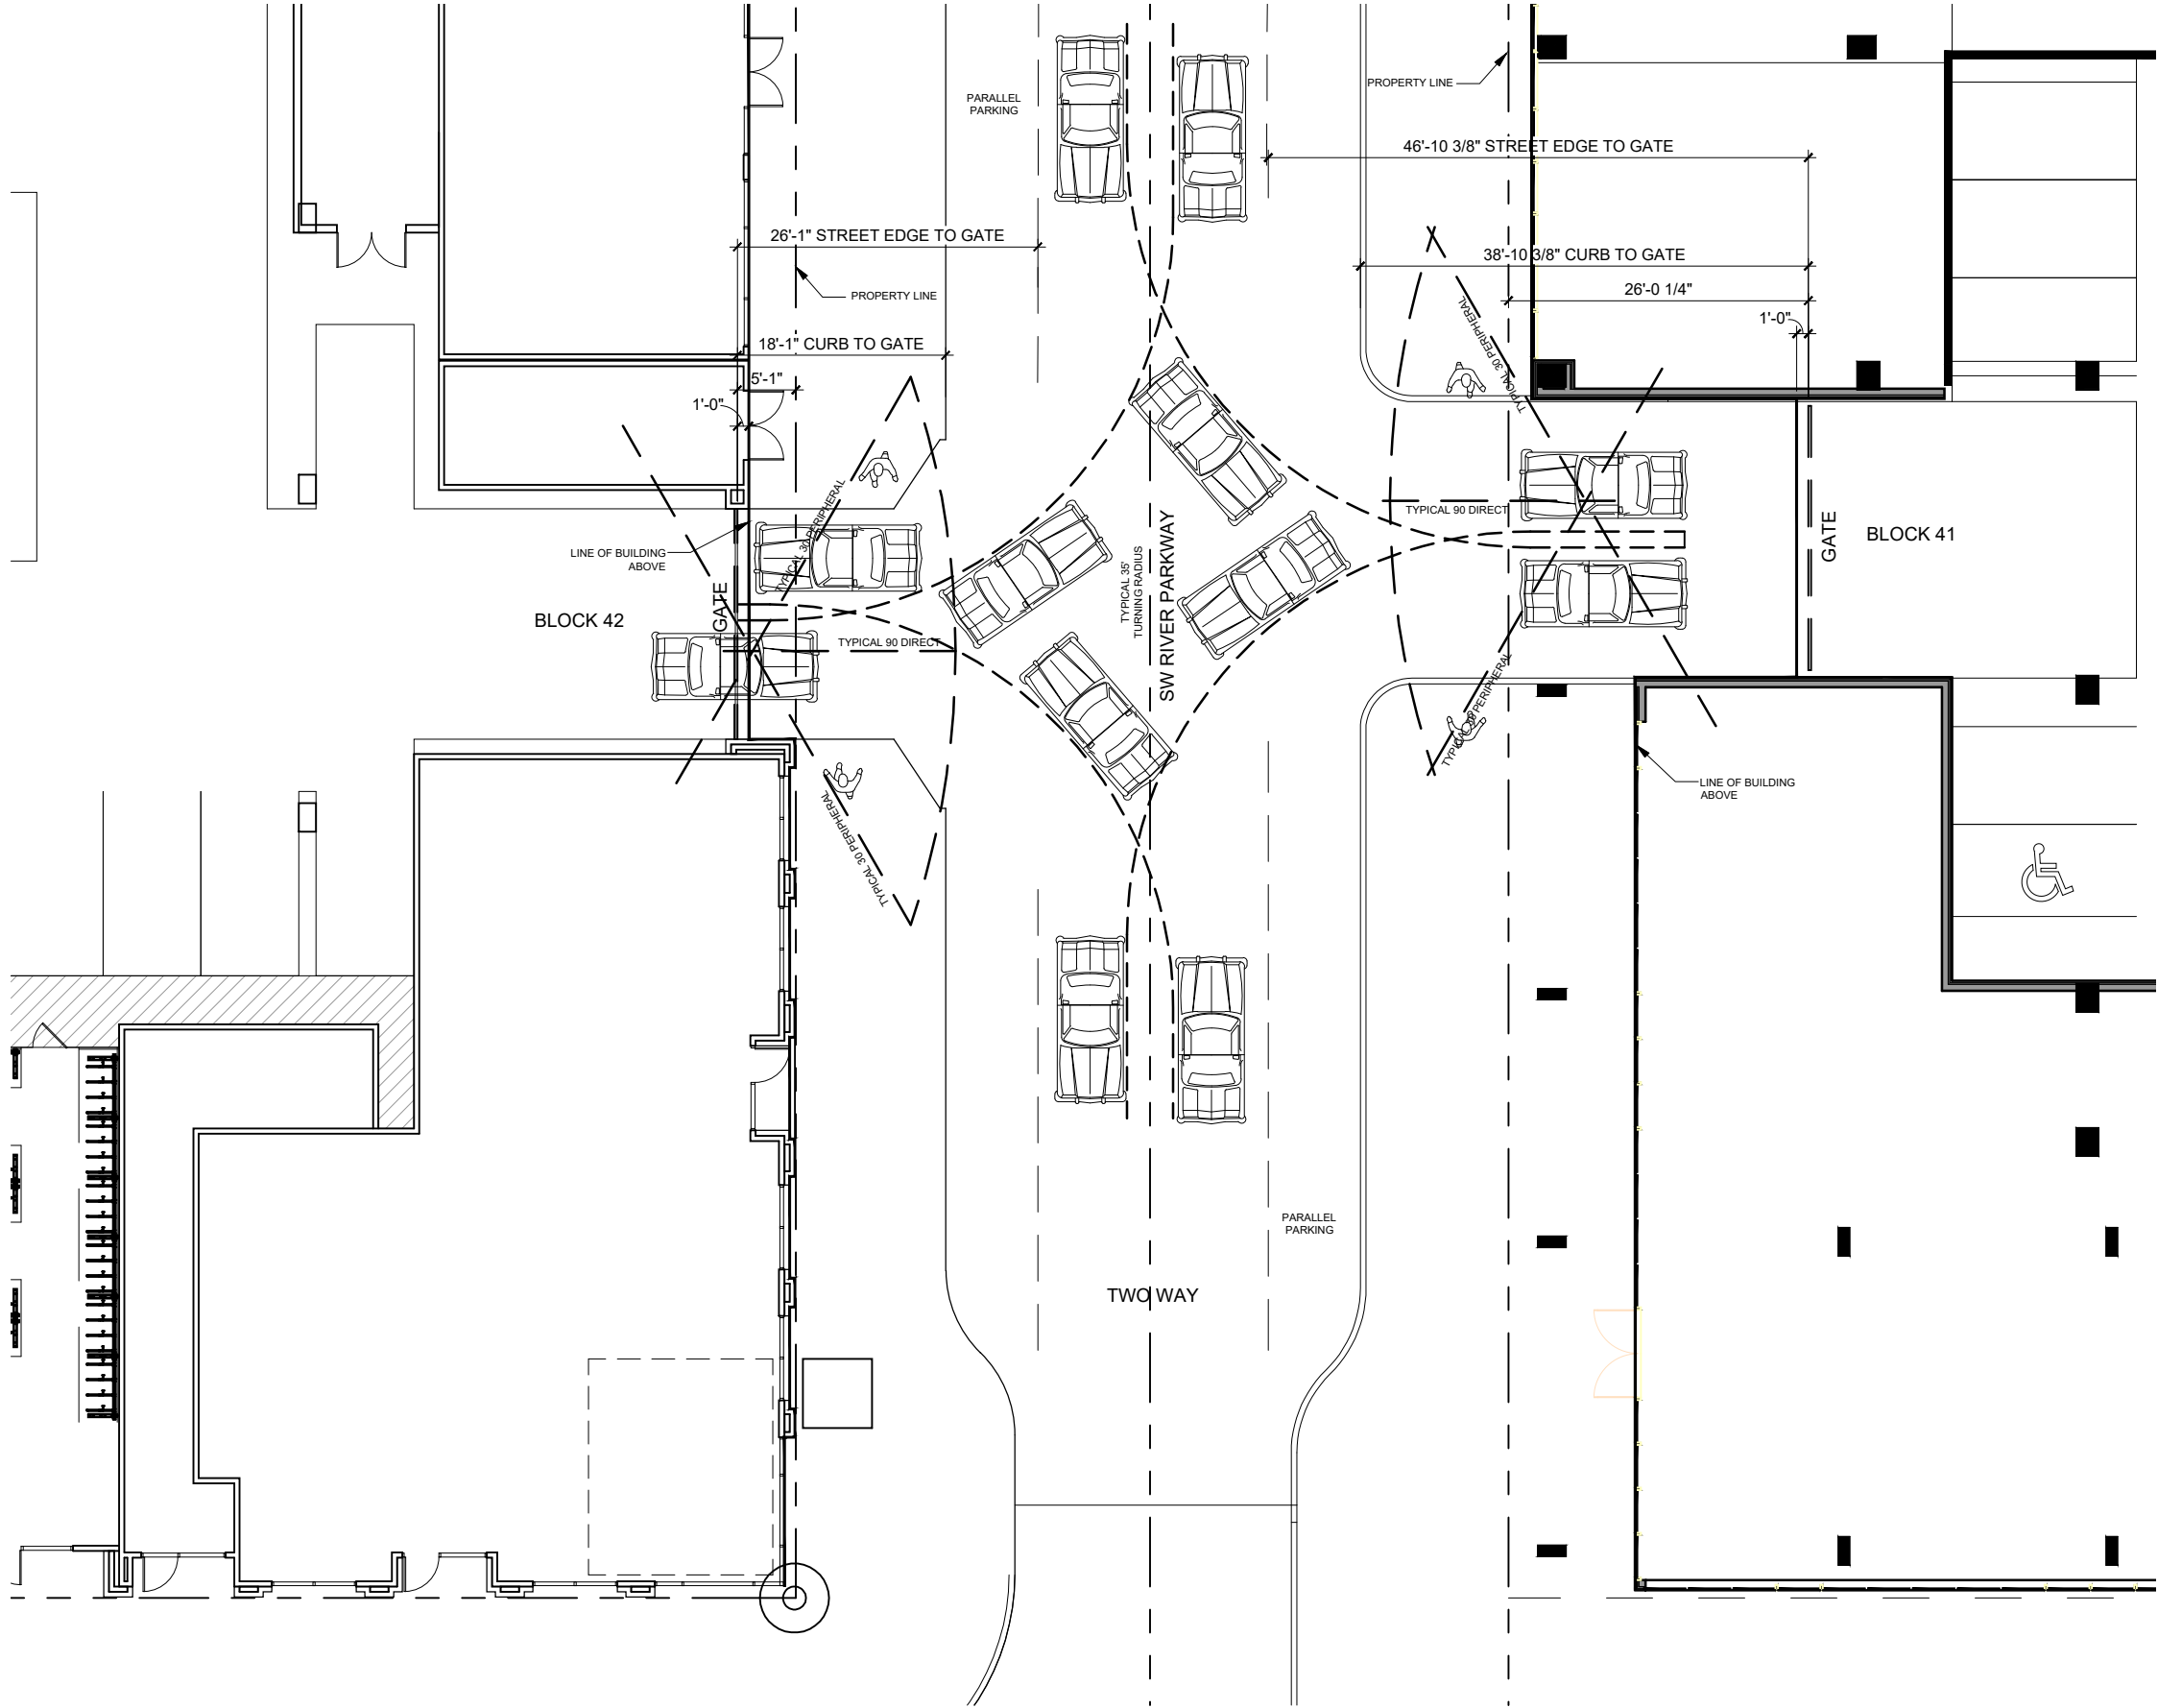 PARALLEL
PARKING
PROPERTY LINE
46'-10 3/8" STREET EDGE TO GATE
26'-1" STREET EDGE TO GATE
38'-10 3/8" CURB TO GATE
PROPERTY LINE
26'-0 1/4"
1'-0"
18'-1" CURB TO GATE
5'-1"
1'-0"
TYPICAL 30 PERIPHERAL
TYPICAL 30 PERIPHERAL
TYPICAL 90 DIRECT
GATE
BLOCK 41
LINE OF BUILDING
ABOVE
BLOCK 42
GATE
TYPICAL 90 DIRECT
TYPICAL 35'
TURNING RADIUS
SW RIVER PARKWAY
TYPICAL 30 PERIPHERAL
TYPICAL 30 PERIPHERAL
LINE OF BUILDING
ABOVE
PARALLEL
PARKING
TWO WAY